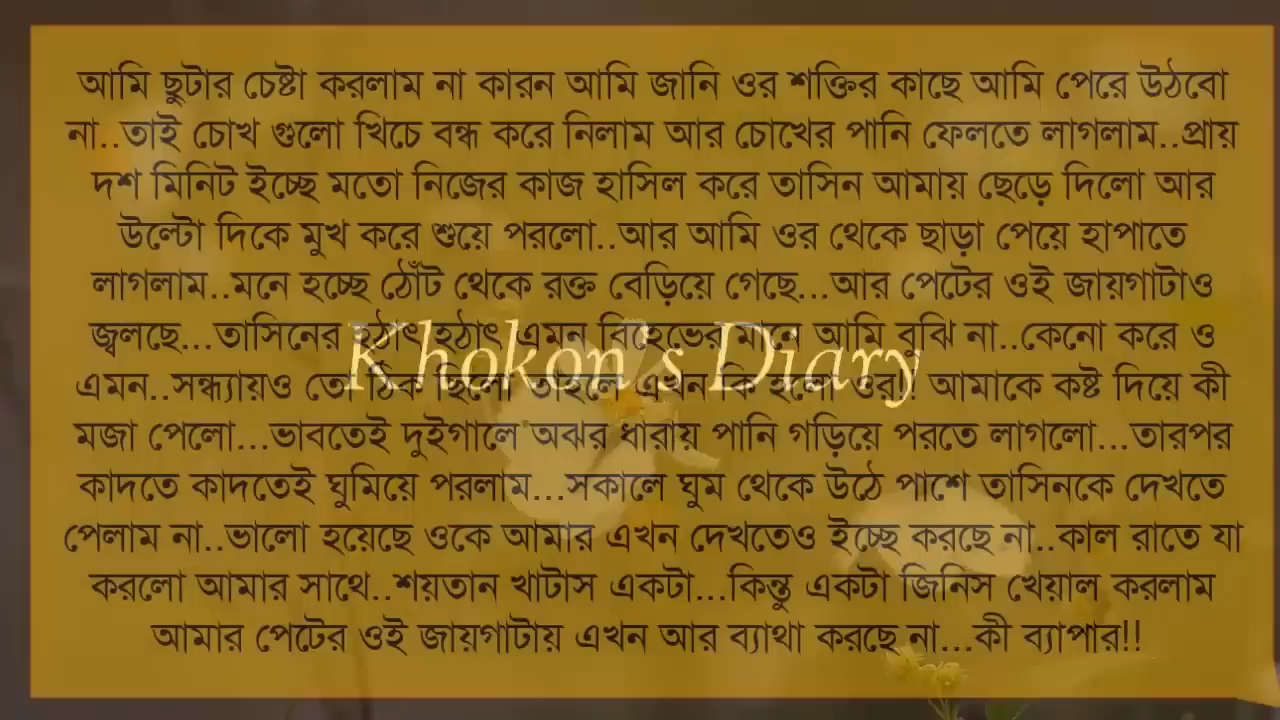 আমি ছুটার চেষ্টা করলাম না কারন আমি জানি ওর শক্তির কাছে আমি পেরে উঠবো
না..তাই চোখ গুলো খিচে বন্ধ করে নিলাম আর চোখের পানি ফেলতে লাগলাম..প্রায়
দশ মিনিট ইচ্ছে মতো নিজের কাজ হাসিল করে তাসিন আমায় ছেড়ে দিলো আর
উল্টো দিকে মুখ করে শুয়ে পরলো..আর আমি ওর থেকে ছাড়া পেয়ে হাপাতে
লাগলাম..মনে হচ্ছে ঠোঁট থেকে রক্ত বেড়িয়ে গেছে...আর পেটের ওই জায়গাটাও
জ্বলছে...তাসিনের হঠাৎ হঠাৎ এমন বিহেভের মানে আমি বুঝি না..কেনো করে ও
Khokon's Diary
এমন..সন্ধ্যায়ও তো ঠিক ছিলো তাহলে এখন কি হলো ওর!! আমাকে কষ্ট দিয়ে কী
মজা পেলো...ভাবতেই দুইগালে অঝর ধারায় পানি গড়িয়ে পরতে লাগলো...তারপর
কাদতে কাদতেই ঘুমিয়ে পরলাম...সকালে ঘুম থেকে উঠে পাশে তাসিনকে দেখতে
পেলাম না..ভালো হয়েছে ওকে আমার এখন দেখতেও ইচ্ছে করছে না..কাল রাতে যা
করলো আমার সাথে..শয়তান খাটাস একটা...কিন্তু একটা জিনিস খেয়াল করলাম
আমার পেটের ওই জায়গাটায় এখন আর ব্যাথা করছে না...কী ব্যাপার!!